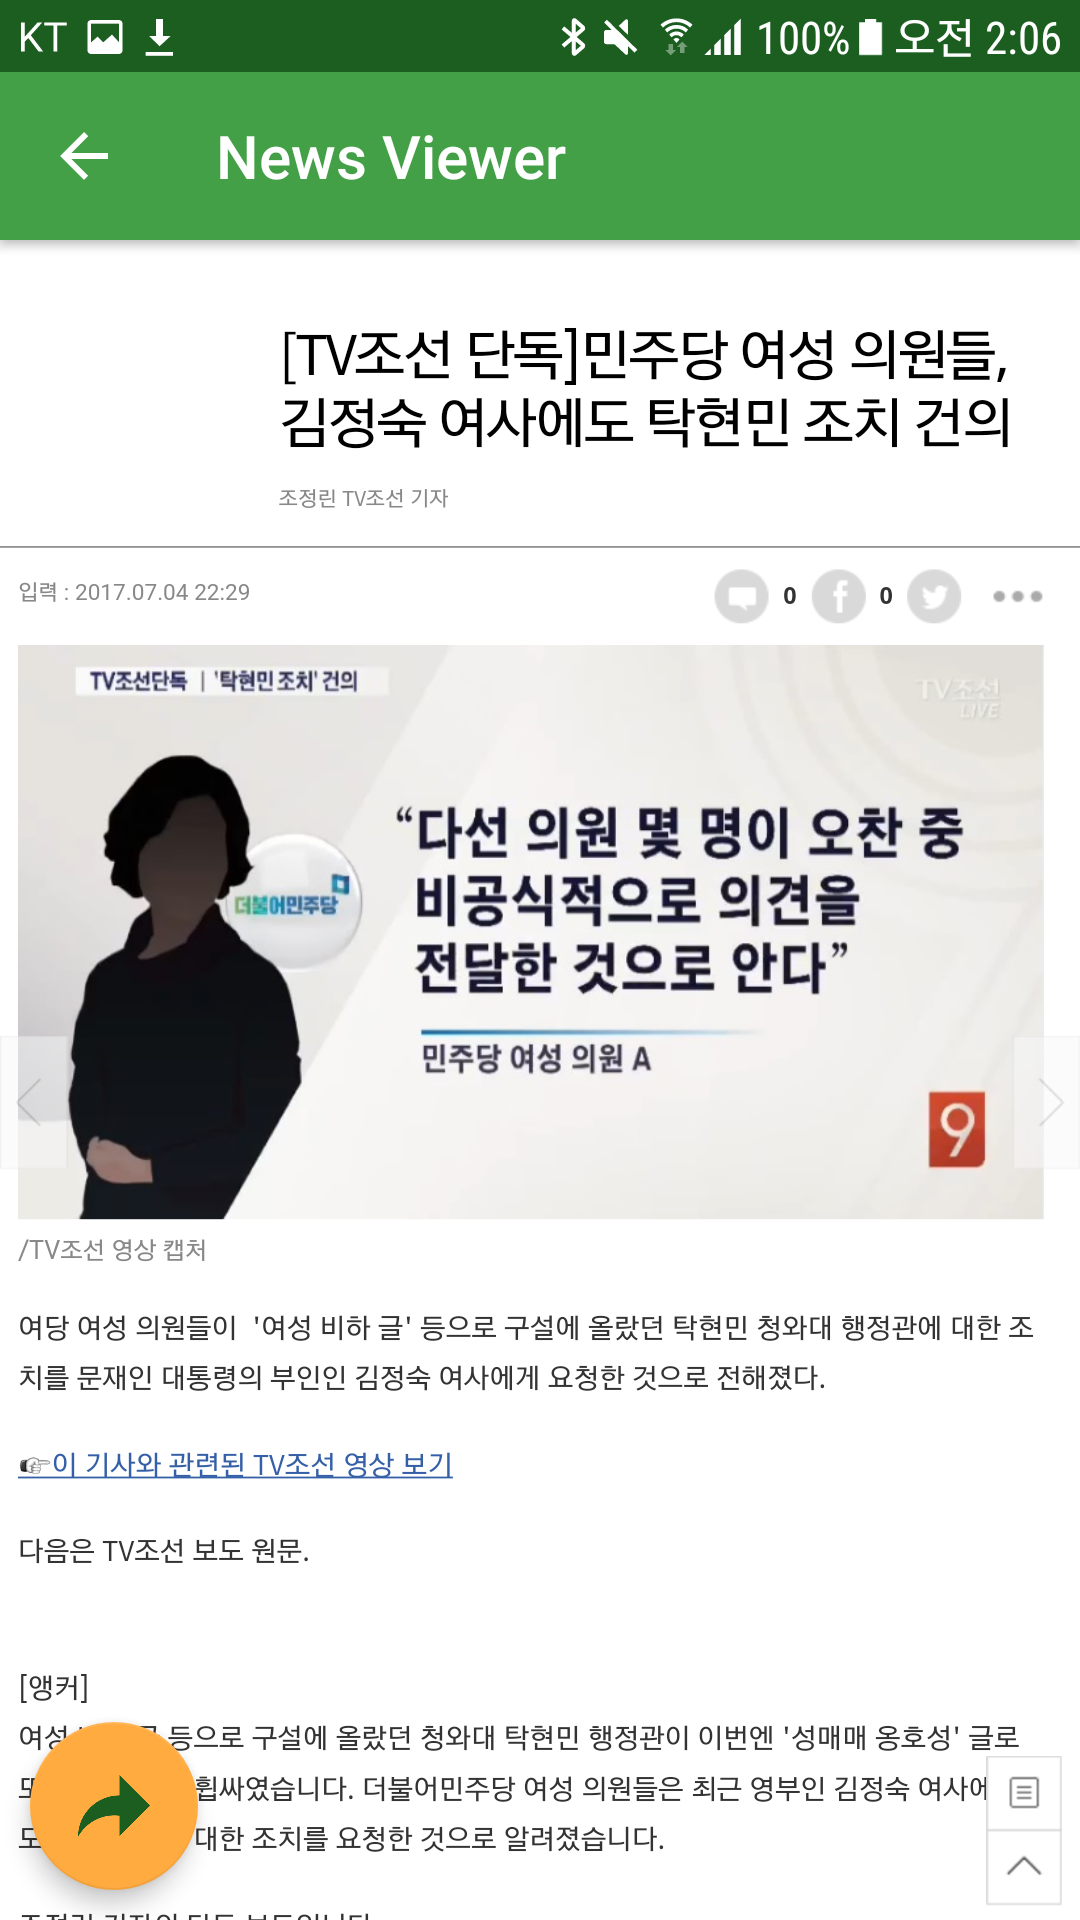 KT 100% 오전 2:06
News Viewer
[TV조선 단독]민주당 여성 의원들,
김정숙 여사에도 탁현민 조치 건의
조정린 TV조선 기자
입력 : 2017.07.04 22:29
0 f 0
TV조선단독 | '탁현민 조치' 건의
TV조선
LIVE
“다선 의원 몇 명이 오찬 중
비공식적으로 의견을
전달한 것으로 안다”
더불어민주당
민주당 여성 의원 A
9
/TV조선 영상 캡처
여당 여성 의원들이 '여성 비하 글' 등으로 구설에 올랐던 탁현민 청와대 행정관에 대한 조
치를 문재인 대통령의 부인인 김정숙 여사에게 요청한 것으로 전해졌다.
☞이 기사와 관련된 TV조선 영상 보기
다음은 TV조선 보도 원문.
[앵커]
여성 등으로 구설에 올랐던 청와대 탁현민 행정관이 이번엔 '성매매 옹호성' 글로
휩싸였습니다. 더불어민주당 여성 의원들은 최근 영부인 김정숙 여사에
도 대한 조치를 요청한 것으로 알려졌습니다.